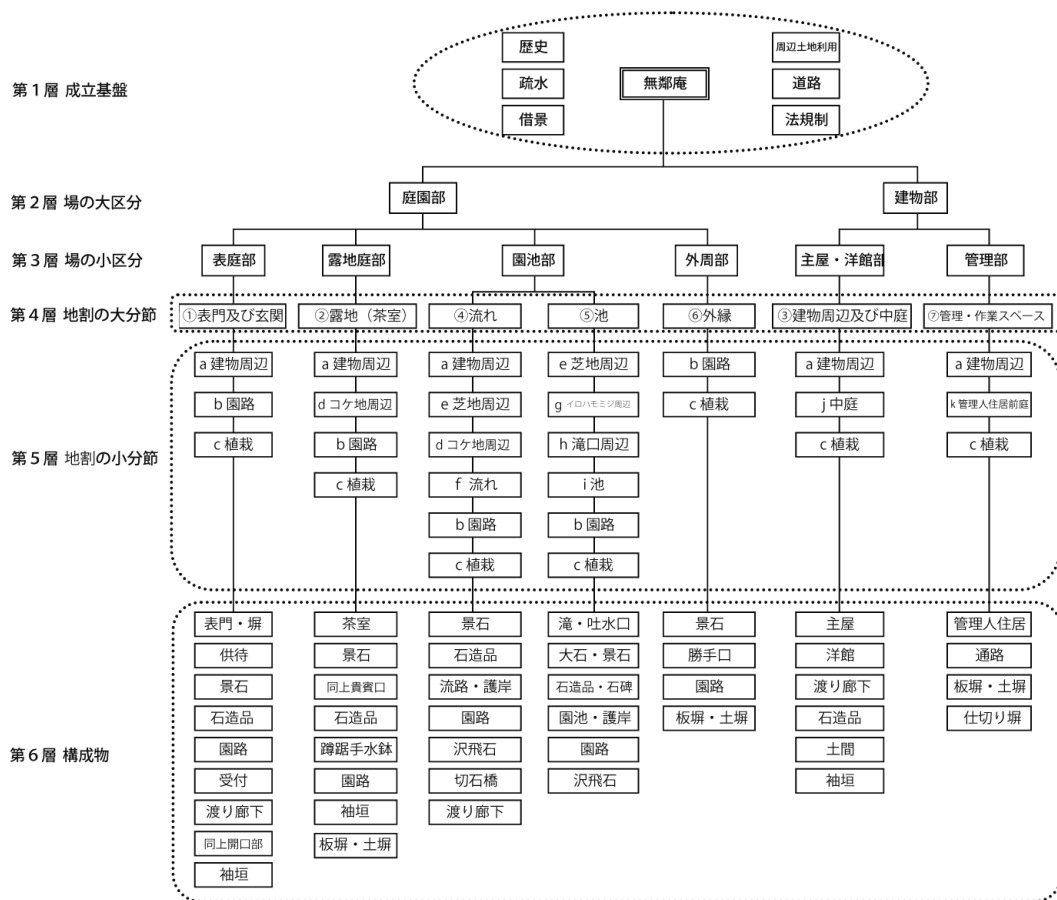 歴史
周辺土地利用
第１層 成立基盤
疏水
無鄰庵
道路
借景
法規制
第２層 場の大区分
庭園部
建物部
第３層 場の小区分
表庭部
露地庭部
園池部
外周部
主屋・洋館部
管理部
第４層 地割の大分節
①表門及び玄関
②露地（茶室）
④流れ
⑤池
⑥外縁
③建物周辺及び中庭
⑦管理・作業スペース
第５層 地割の小分節
a 建物周辺
b 園路
c 植栽
a 建物周辺
d コケ地周辺
b 園路
c 植栽
a 建物周辺
e 芝地周辺
d コケ地周辺
f 流れ
b 園路
c 植栽
e 芝地周辺
g イロハモミジ周辺
h 滝口周辺
i 池
b 園路
c 植栽
b 園路
c 植栽
a 建物周辺
j 中庭
c 植栽
a 建物周辺
k 管理人住居前庭
c 植栽
第６層 構成物
表門・塀
供待
景石
石造品
園路
受付
渡り廊下
同上開口部
袖垣
茶室
景石
同上貴賓口
石造品
蹲踞手水鉢
園路
袖垣
板塀・土塀
景石
石造品
流路・護岸
園路
沢飛石
切石橋
渡り廊下
滝・吐水口
大石・景石
石造品・石碑
園池・護岸
園路
沢飛石
景石
勝手口
園路
板塀・土塀
主屋
洋館
渡り廊下
石造品
土間
袖垣
管理人住居
通路
板塀・土塀
仕切り塀